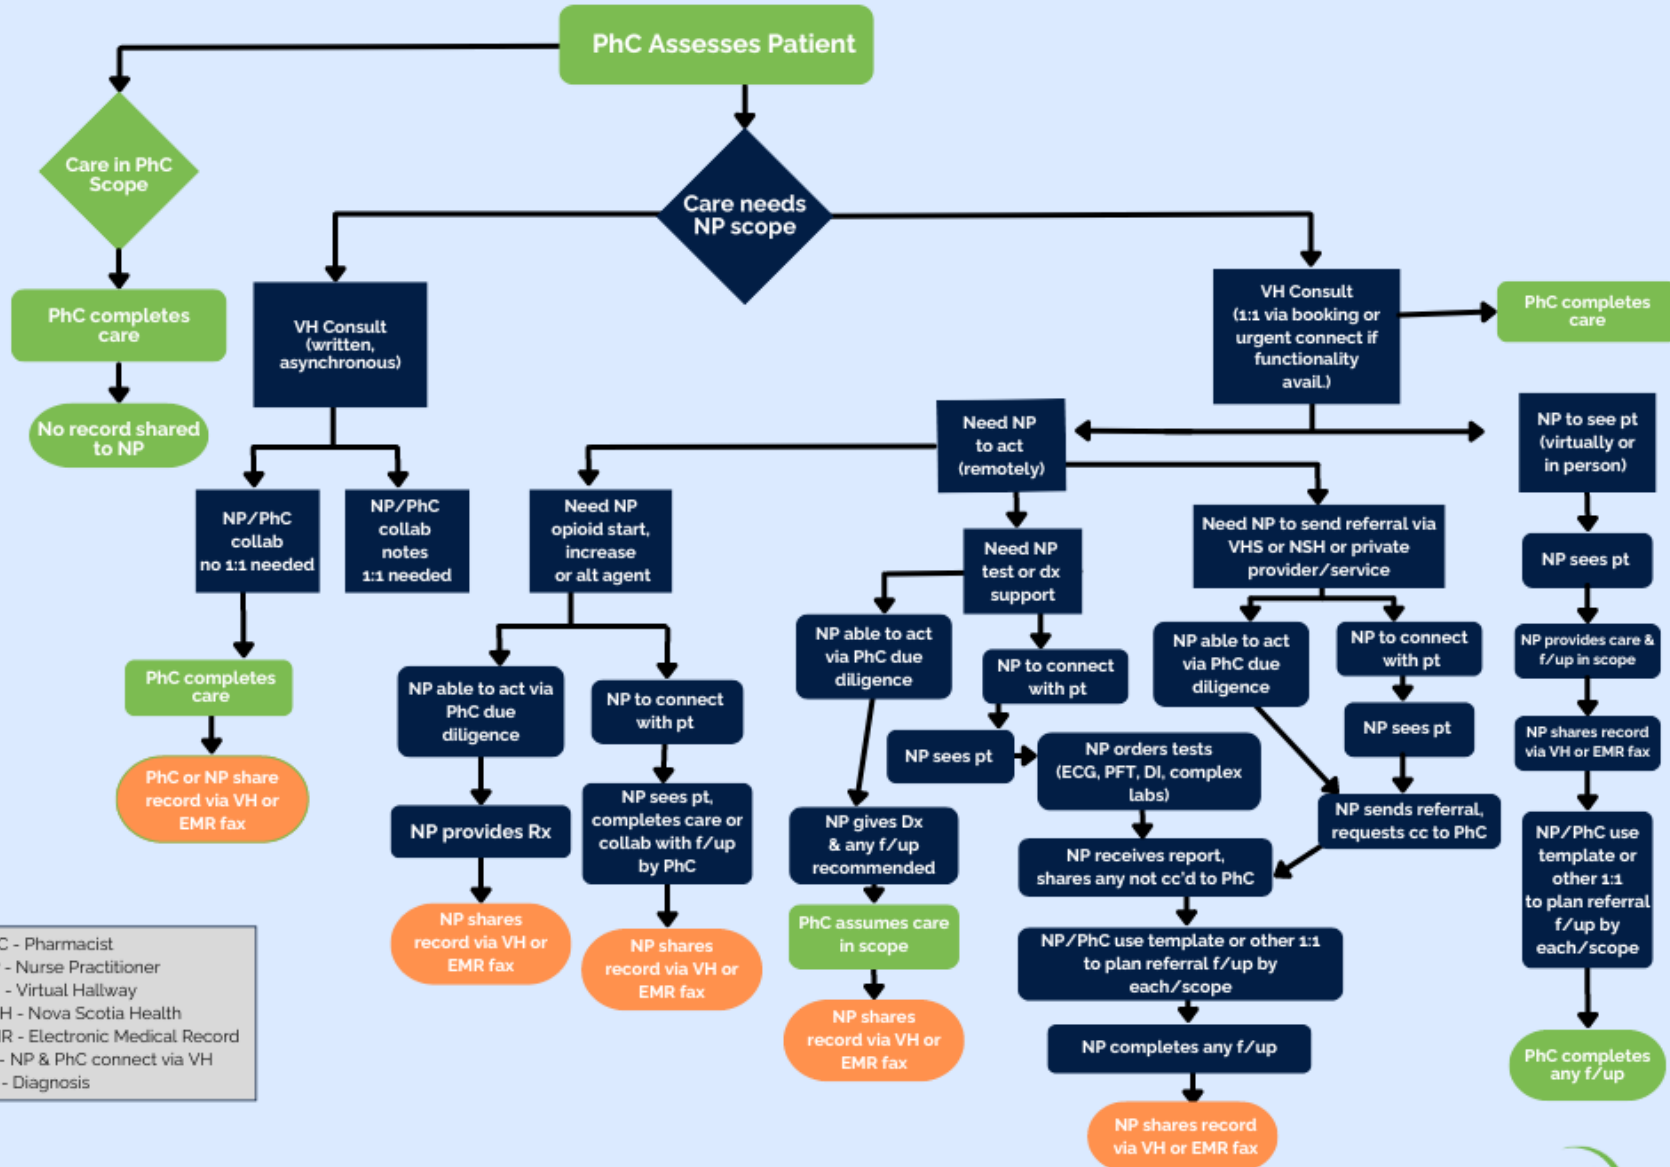 PhC Assesses Patient
Care in PhC
Scope
Care needs
NP scope
PhC completes
care
No record shared
to NP
VH Consult
(written,
asynchronous)
VH Consult
(1:1 via booking or
urgent connect if
functionality
avail.)
PhC completes
care
NP/PhC
collab
no 1:1 needed
NP/PhC
collab
notes
1:1 needed
PhC completes
care
PhC or NP share
record via VH or
EMR fax
Need NP
to act
(remotely)
NP to see pt
(virtually or
in person)
Need NP
opioid start,
increase
or alt agent
Need NP
test or dx
support
Need NP to send referral via
VHS or NSH or private
provider/service
NP able to act via
PhC due
diligence
NP to connect
with pt
NP provides Rx
NP sees pt,
completes care or
collab with f/up
by PhC
NP shares
record via VH or
EMR fax
NP shares
record via VH or
EMR fax
NP able to act
via PhC due
diligence
NP to connect
with pt
NP sees pt
NP orders tests
(ECG, PFT, DI, complex
labs)
NP gives Dx
& any f/up
recommended
PhC assumes care
in scope
NP shares
record via VH or
EMR fax
NP able to act
via PhC due
diligence
NP to connect
with pt
NP sees pt
NP sends referral,
requests cc to PhC
NP receives report,
shares any not cc'd to PhC
NP/PhC use template or other 1:1
to plan referral f/up by
each/scope
NP completes any f/up
NP shares record
via VH or EMR fax
NP sees pt
NP provides care &
f/up in scope
NP shares record
via VH or EMR fax
NP/PhC use
template or
other 1:1
to plan referral
f/up by
each/scope
PhC completes
any f/up
C - Pharmacist
- Nurse Practitioner
- Virtual Hallway
H - Nova Scotia Health
R - Electronic Medical Record
- NP & PhC connect via VH
- Diagnosis